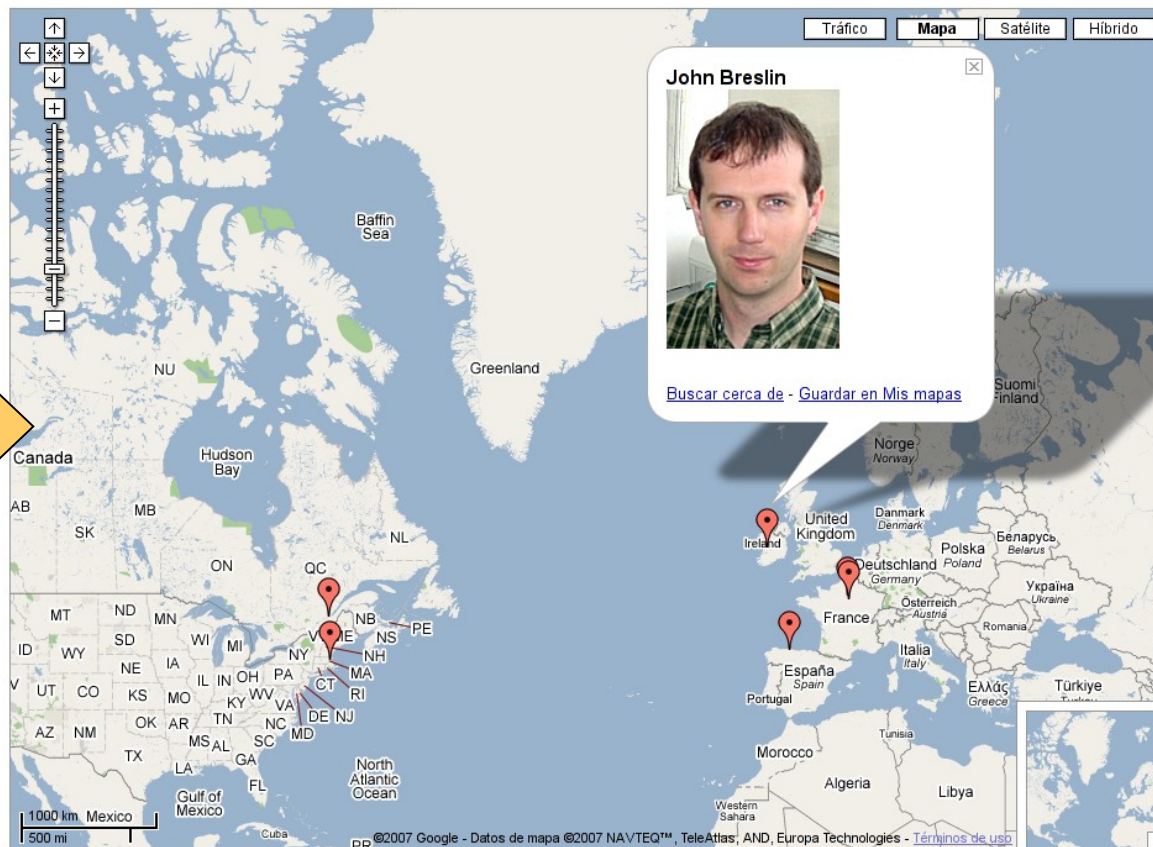 Tráfico
Mapa
Satélite
Híbrido
John Breslin
Buscar cerca de - Guardar en Mis mapas
Baffin
Sea
Greenland
NU
Canada
Hudson
Bay
AB
MB
SK
NL
ON
QC
Suomi
Finland
Norge
Norway
United
Kingdom
Ireland
Danmark
Denmark
Беларусь
Belarus
Polska
Poland
Deutschland
Germany
Україна
Ukraine
Österreich
Austria
France
Romania
Italia
Italy
España
Spain
Portugal
Ελλάς
Greece
Türkiye
MT
ND
MN
NB
PE
ID
WY
SD
WI
MI
NY
ME
NS
NH
NE
IA
IL
IN
OH
PA
MA
CT
RI
UT
CO
KS
MO
KY
WV
VA
DE
NJ
MD
AZ
NM
OK
AR
TN
NC
MS
AL
SC
TX
GA
LA
FL
Gulf of
Mexico
North
Atlantic
Ocean
Mexico
Cuba
PR
Morocco
Tunisia
Algeria
Libya
Western
Sahara
1000 km
500 mi
©2007 Google - Datos de mapa ©2007 NAVTEQ™, TeleAtlas, AND, Europa Technologies - Términos de uso